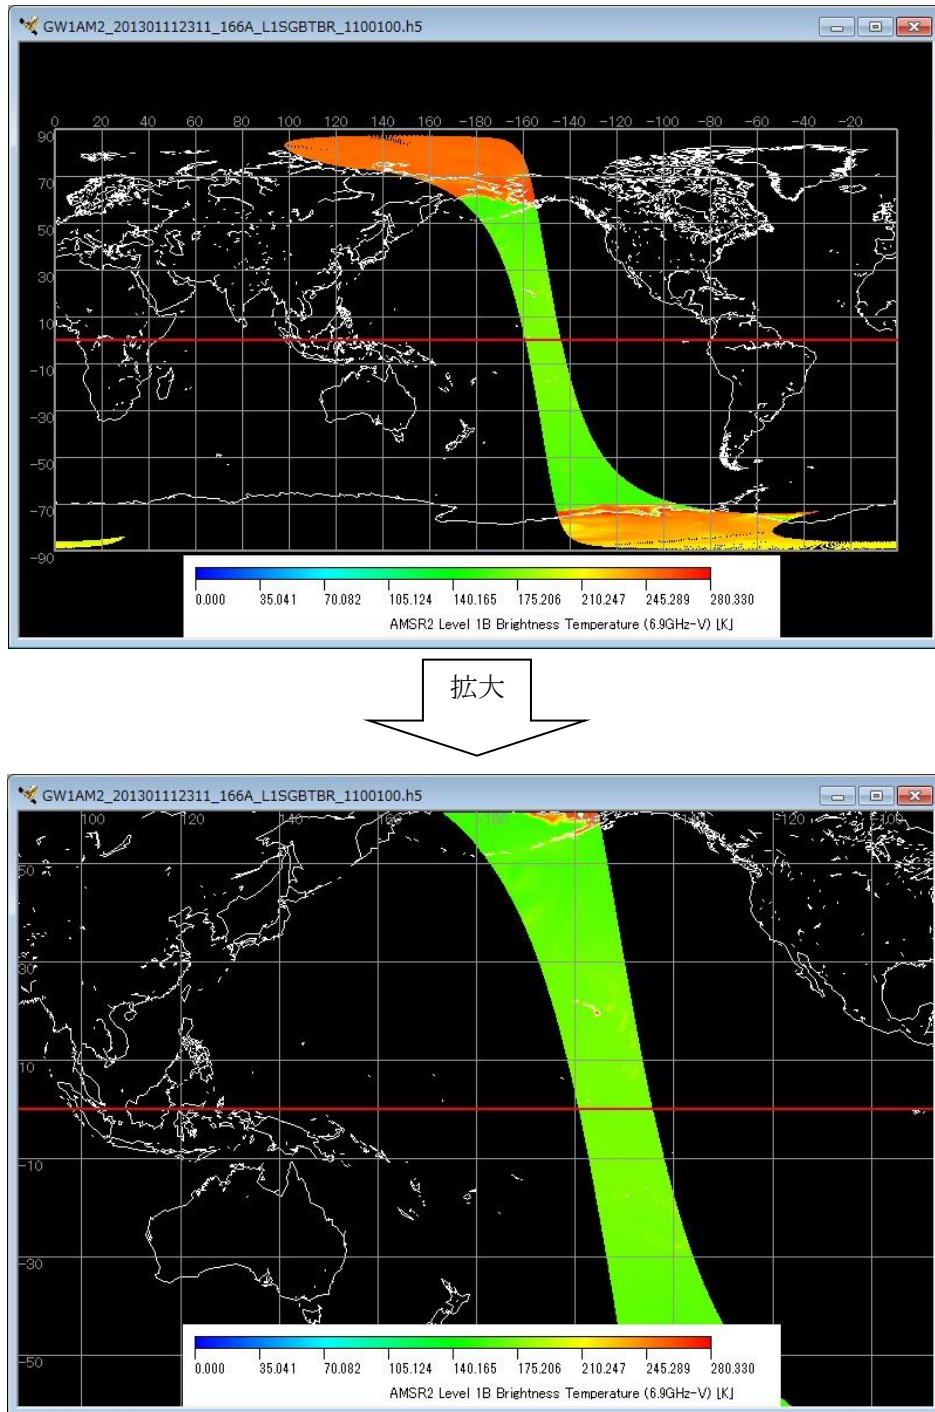 GW1AM2_201301112311_166A_L1SGBTBR_1100100.h5
0 20 40 60 80 100 120 140 160 -180 -160 -140 -120 -100 -80 -60 -40 -20
90
70
50
30
10
-10
-30
-50
-70
-90
0.000 35.041 70.082 105.124 140.165 175.206 210.247 245.289 280.330
AMSR2 Level 1B Brightness Temperature (6.9GHz-V) [K]
拡大
GW1AM2_201301112311_166A_L1SGBTBR_1100100.h5
100 120 140 160 -180 -140 -120 -100
50
30
10
-10
-30
-50
0.000 35.041 70.082 105.124 140.165 175.206 210.247 245.289 280.330
AMSR2 Level 1B Brightness Temperature (6.9GHz-V) [K]